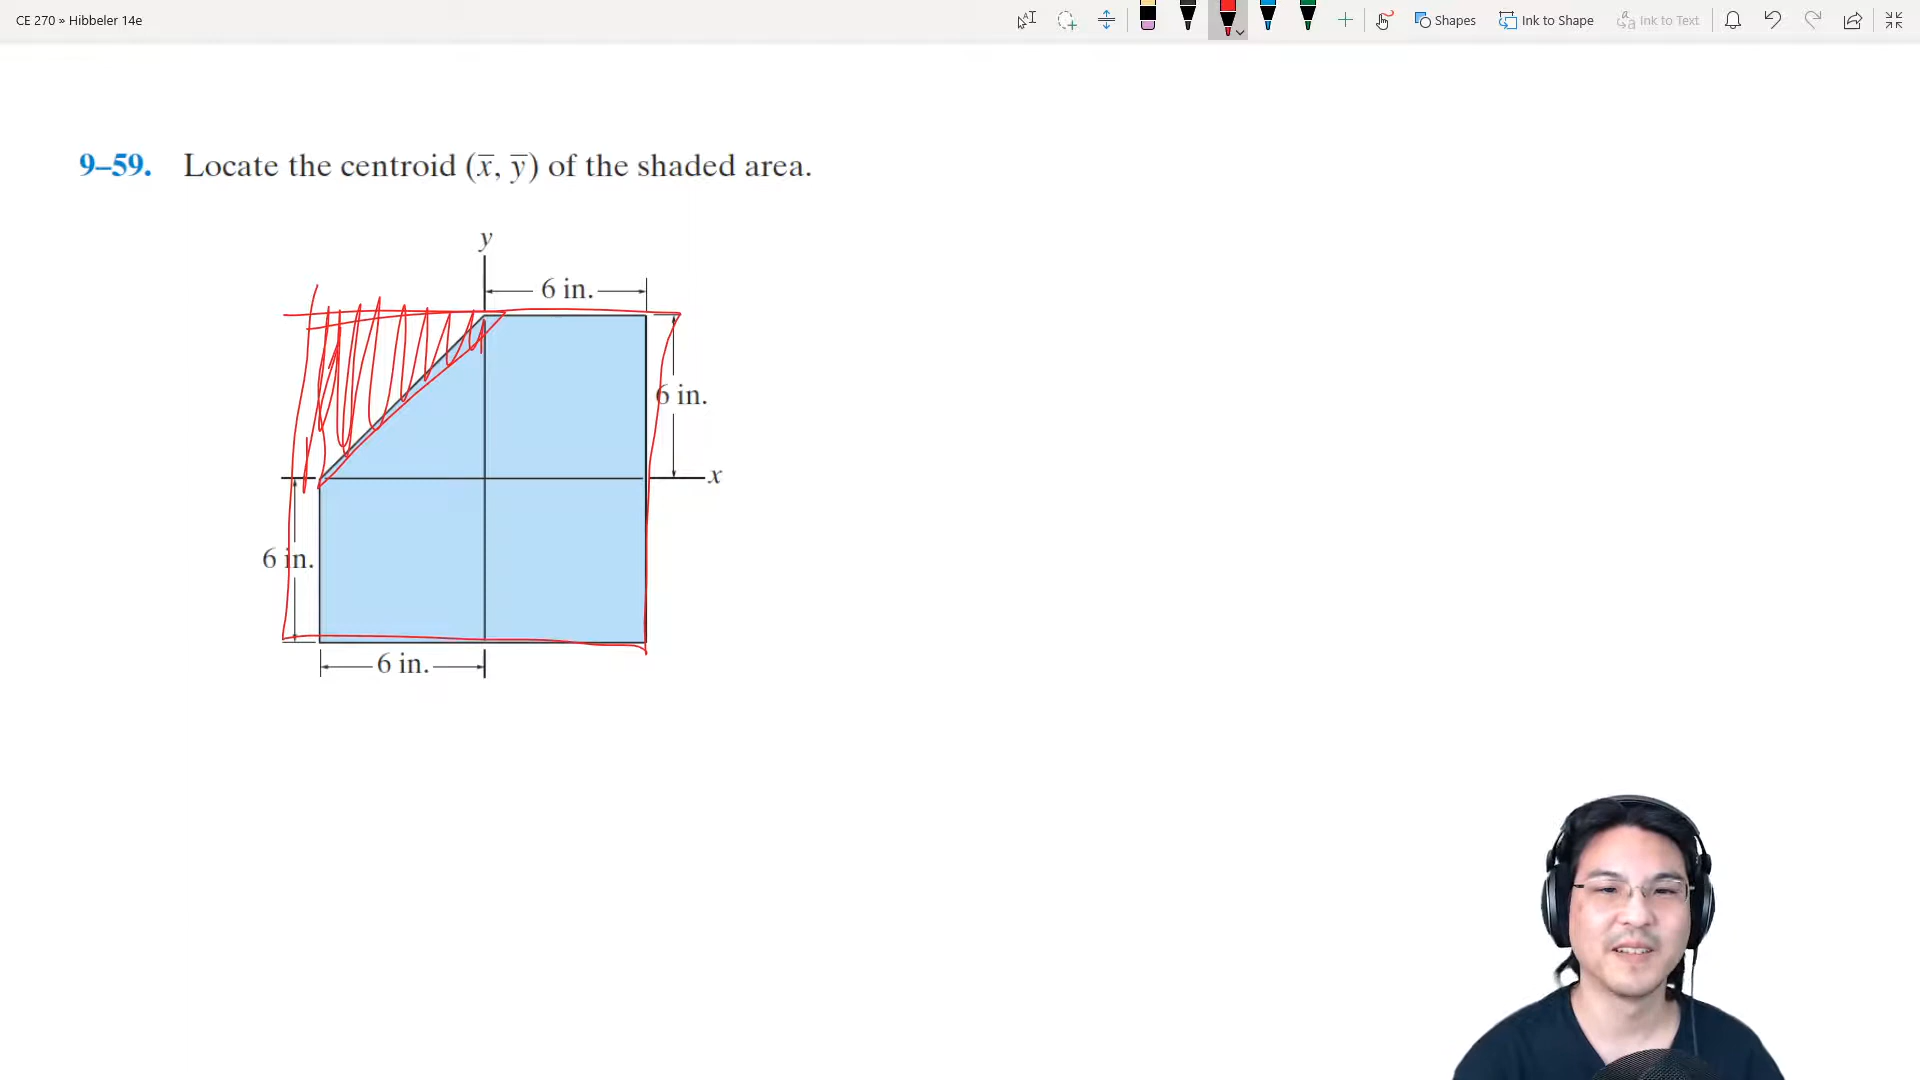 CE 270 » Hibbeler 14e
Shapes
Ink to Shape
Ink to Text
9–59. Locate the centroid (x̅, y̅) of the shaded area.
y
6 in.
6 in.
x
6 in.
6 in.